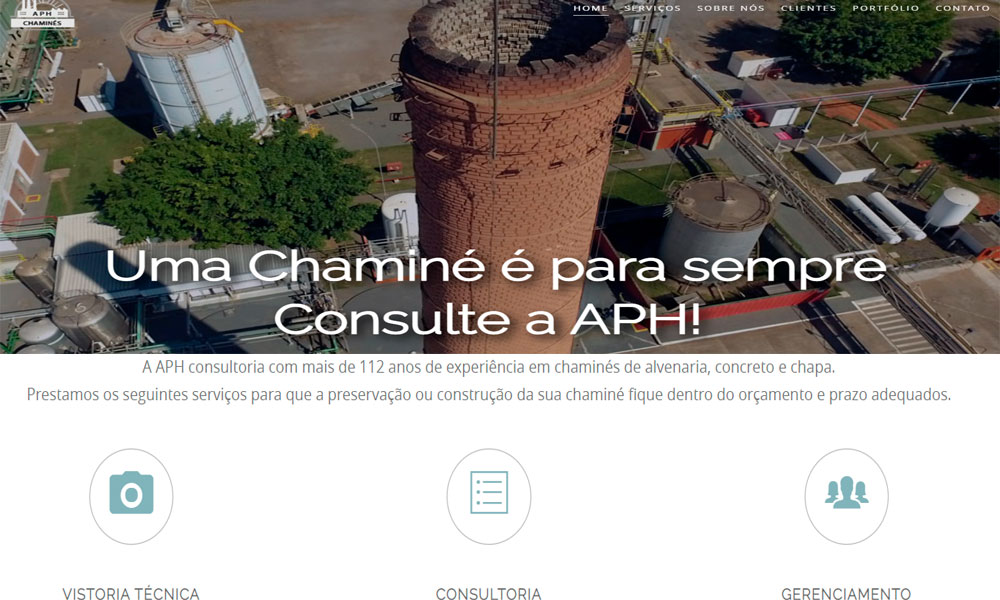 APH
CHAMINÉS
HOME SERVIÇOS SOBRE NÓS CLIENTES PORTFÓLIO CONTATO
Uma Chaminé é para sempre
Consulte a APH!
A APH consultoria com mais de 112 anos de experiência em chaminés de alvenaria, concreto e chapa.
Prestamos os seguintes serviços para que a preservação ou construção da sua chaminé fique dentro do orçamento e prazo adequados.
VISTORIA TÉCNICA CONSULTORIA GERENCIAMENTO